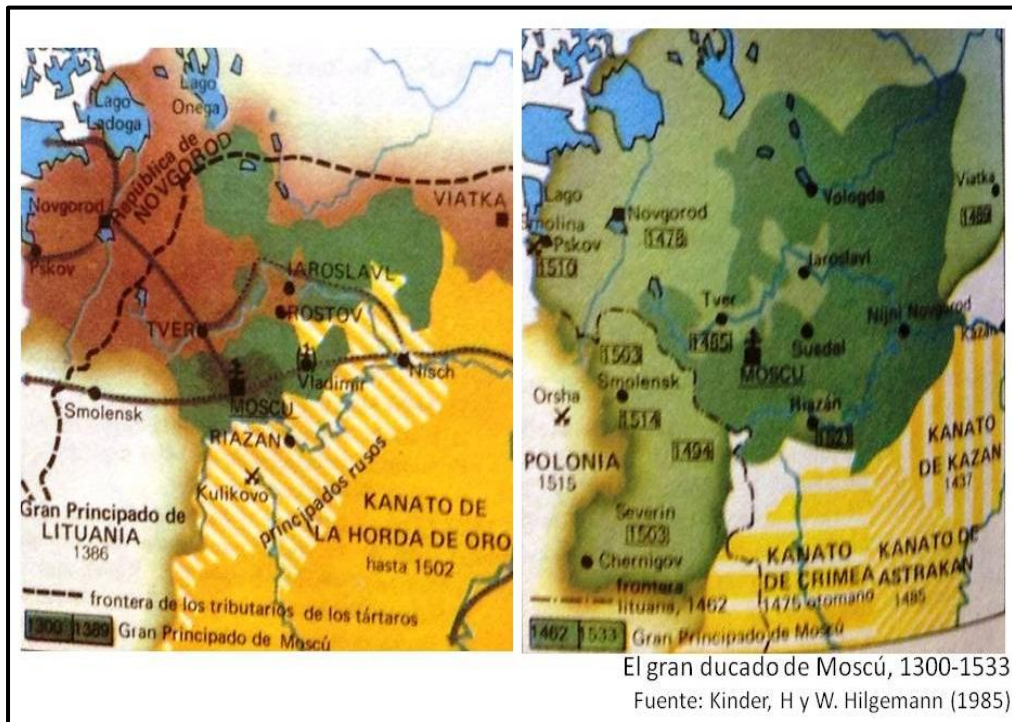 Lago
Onega
Lago
Ladoga
República de
NOVGOROD
Novgorod
VIATKA
Pskov
IAROSLAVL
ROSTOV
TVER
Vladimir
Nisch
MOSCU
Smolensk
RIAZAN
Kulikovo
principados rusos
KANATO DE
LA HORDA DE ORO
hasta 1502
Gran Principado de
LITUANIA
1386
frontera de los tributarios de los tártaros
1300 1389 Gran Principado de Moscú
Lago
Smolina
Pskov
1510
Novgorod
1478
Vologda
Viatka
1489
Iaroslavl
Tver
1485
Nijni Novgorod
Kazán
Susdal
MOSCU
1503
Smolensk
1514
Orsha
Riazán
1521
1494
POLONIA
1515
KANATO
DE KAZAN
1437
Severin
1503
Chernigov
KANATO
DE CRIMEA
1475 otomano
KANATO DE
ASTRAKAN
1485
frontera
lituana, 1462
1462 1533 Gran Principado de Moscú
El gran ducado de Moscú, 1300-1533
Fuente: Kinder, H y W. Hilgemann (1985)